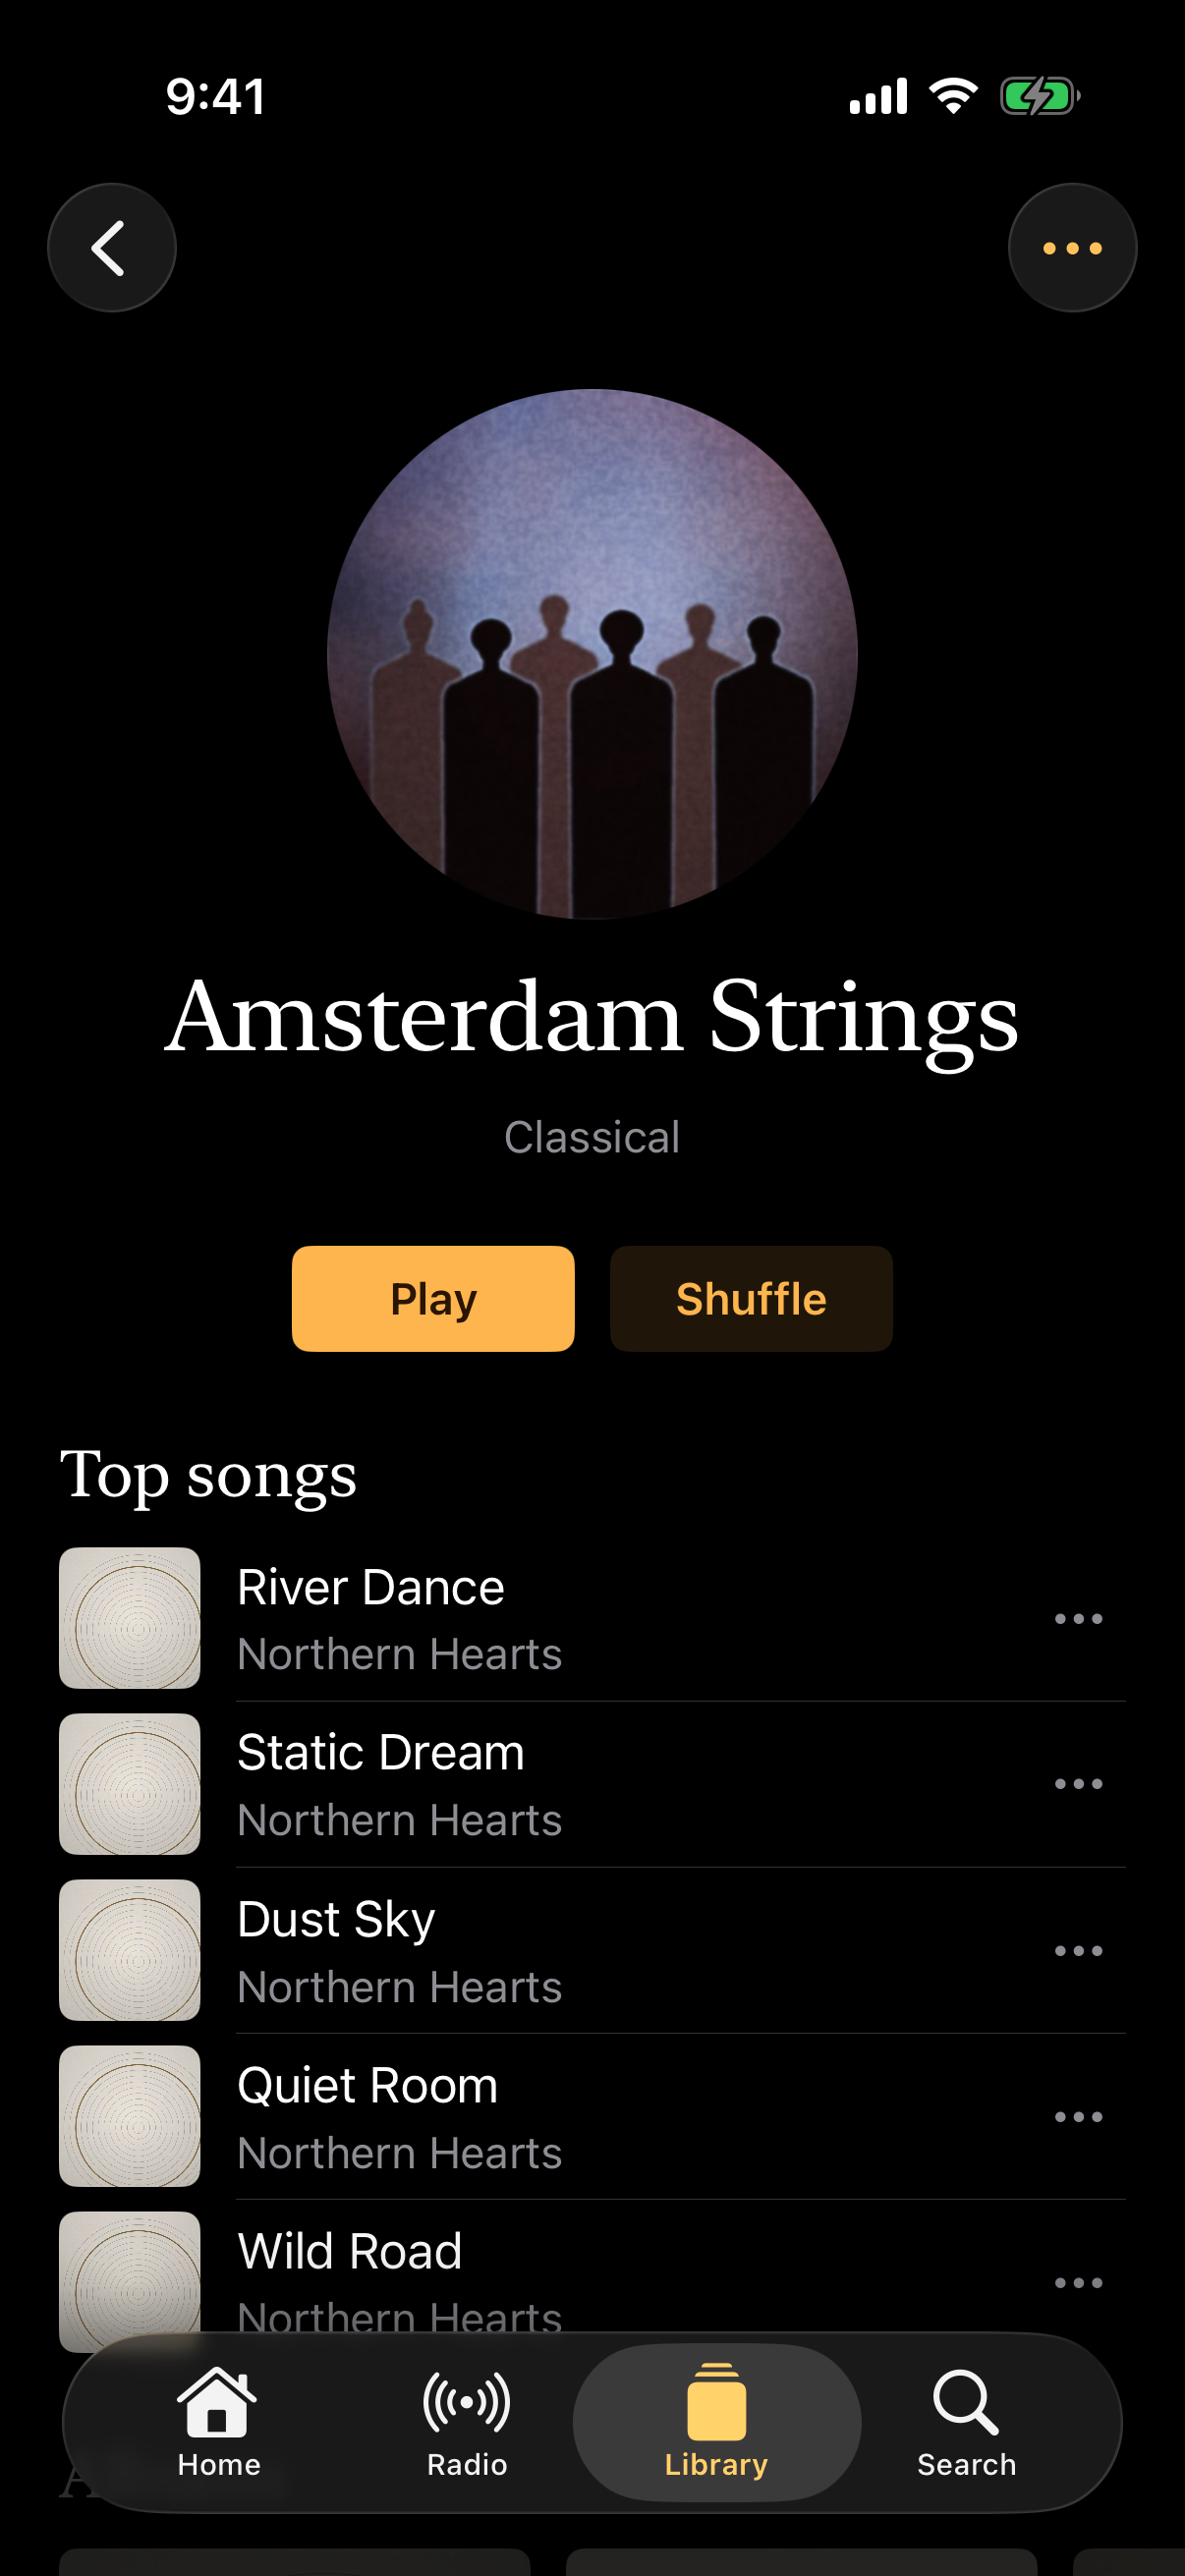 9:41
Amsterdam Strings
Classical
Play
Shuffle
Top songs
River Dance
Northern Hearts
Static Dream
Northern Hearts
Dust Sky
Northern Hearts
Quiet Room
Northern Hearts
Wild Road
Northern Hearts
Home
Radio
Library
Search